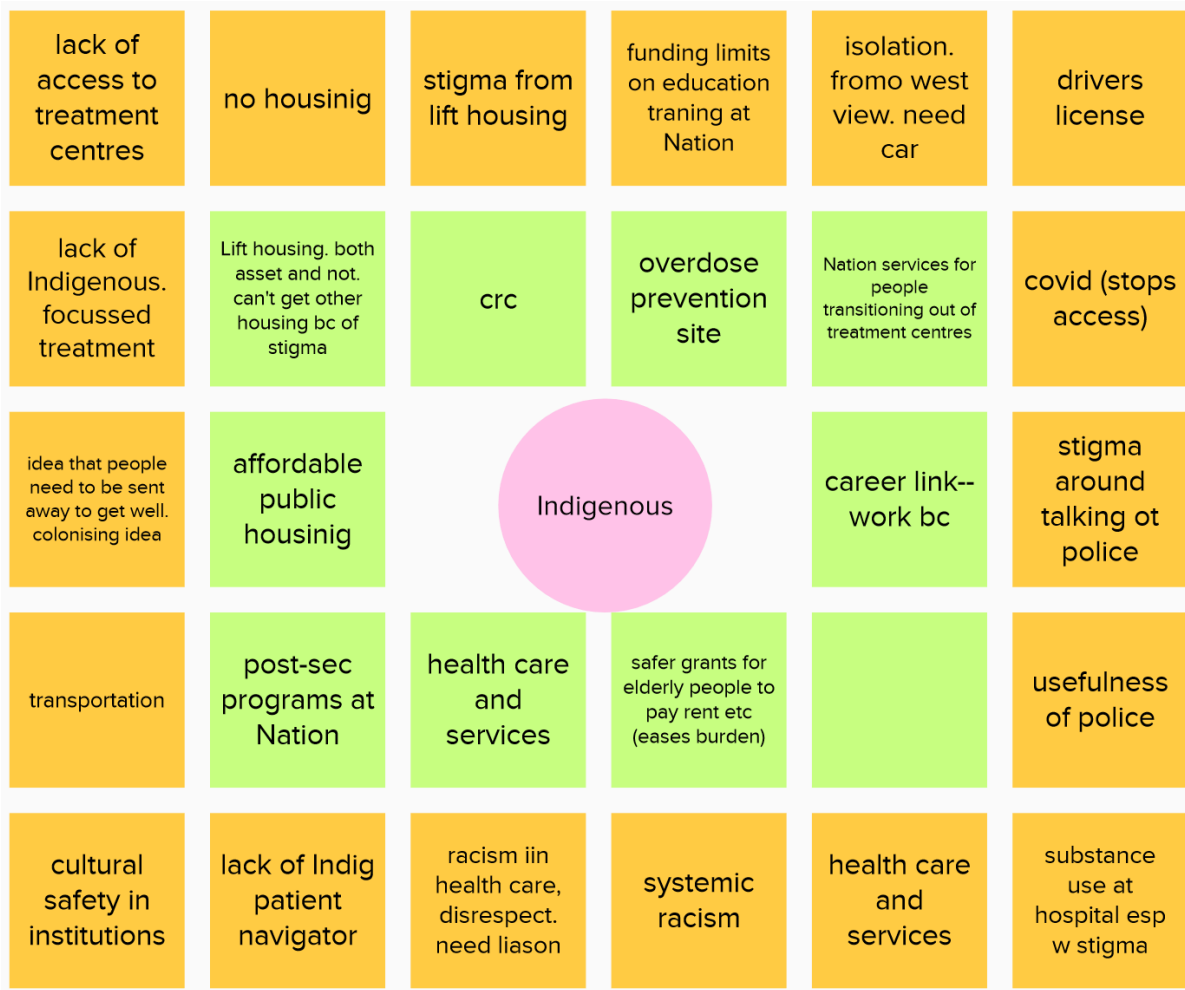 lack of
access to
treatment
centres
no housinig
stigma from
lift housing
funding limits
on education
traning at
Nation
isolation.
fromo west
view. need
car
drivers
license
lack of
Indigenous.
focussed
treatment
Lift housing. both
asset and not.
can't get other
housing bc of
stigma
crc
overdose
prevention
site
Nation services for
people
transitioning out of
treatment centres
covid (stops
access)
idea that people
need to be sent
away to get well.
colonising idea
affordable
public
housinig
Indigenous
career link--
work bc
stigma
around
talking ot
police
transportation
post-sec
programs at
Nation
health care
and
services
safer grants for
elderly people to
pay rent etc
(eases burden)
usefulness
of police
cultural
safety in
institutions
lack of Indig
patient
navigator
racism iin
health care,
disrespect.
need liason
systemic
racism
health care
and
services
substance
use at
hospital esp
w stigma